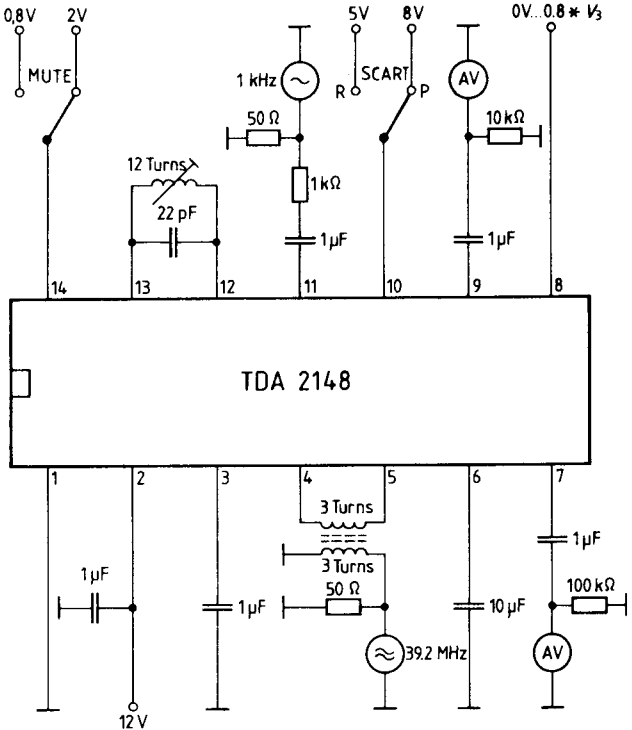 0,8V 2V 5V 8V 0V...0.8 * V3
MUTE 1 kHz ~ R SCART P AV
50 Ω 10 kΩ
12 Turns 1 kΩ
22 pF 1 µF 1 µF
14 13 12 11 10 9 8
TDA 2148
1 2 3 4 5 6 7
3 Turns
1 µF
3 Turns
1 µF 50 Ω 100 kΩ
1 µF 10 µF
≈ 39.2 MHz AV
12 V